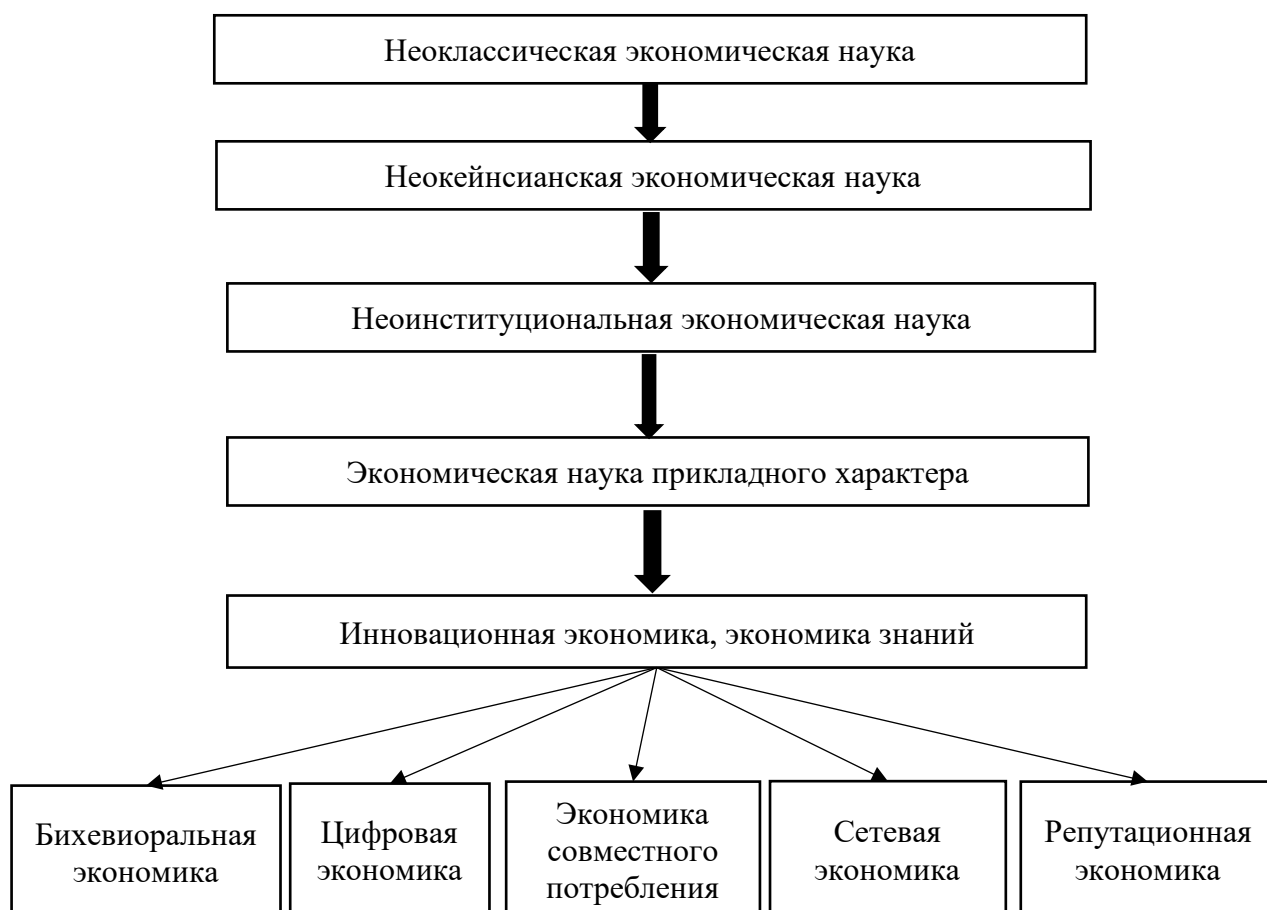 Неоклассическая экономическая наука
Неокейнсианская экономическая наука
Неоинституциональная экономическая наука
Экономическая наука прикладного характера
Инновационная экономика, экономика знаний
Бихевиоральная
экономика
Цифровая
экономика
Экономика
совместного
потребления
Сетевая
экономика
Репутационная
экономика